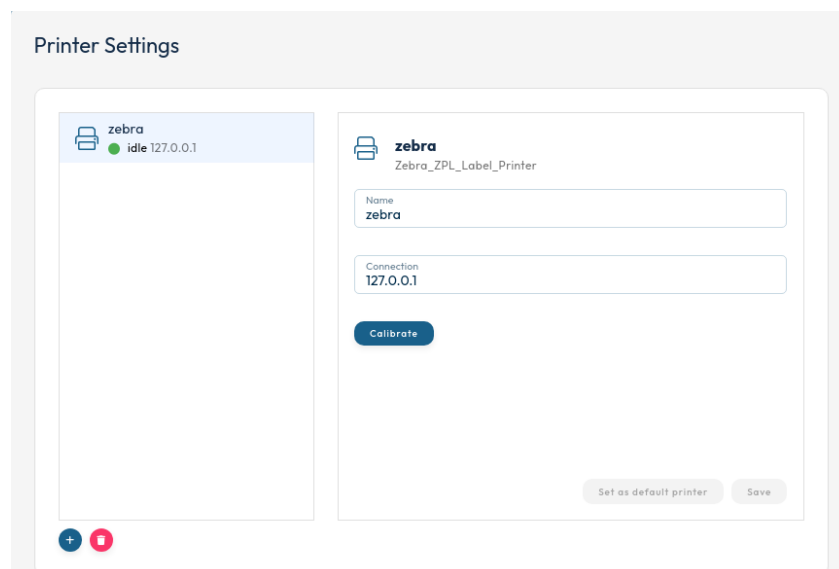 Printer Settings
zebra
idle 127.0.0.1
zebra
Zebra_ZPL_Label_Printer
Name
zebra
Connection
127.0.0.1
Calibrate
Set as default printer
Save